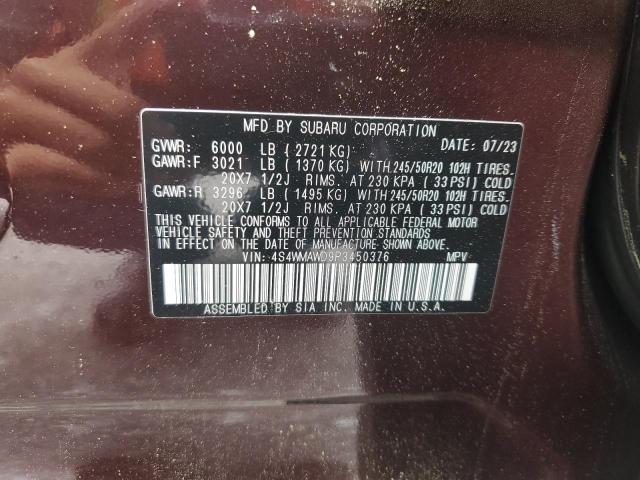 MFD BY SUBARU CORPORATION
GVWR: 6000 LB ( 2721 KG) DATE: 07/23
GAWR: F 3021 LB ( 1370 KG) WITH 245/50R20 102H TIRES.
20X7 1/2J RIMS. AT 230 KPA ( 33 PSI) COLD
GAWR: R 3296 LB ( 1495 KG) WITH 245/50R20 102H TIRES.
20X7 1/2J RIMS. AT 230 KPA ( 33 PSI) COLD
THIS VEHICLE CONFORMS TO ALL APPLICABLE FEDERAL MOTOR
VEHICLE SAFETY AND THEFT PREVENTION STANDARDS
IN EFFECT ON THE DATE OF MANUFACTURE SHOWN ABOVE.
VIN: 4S4WMAWD9P3450376 MPV
ASSEMBLED BY SIA INC. MADE IN U.S.A.